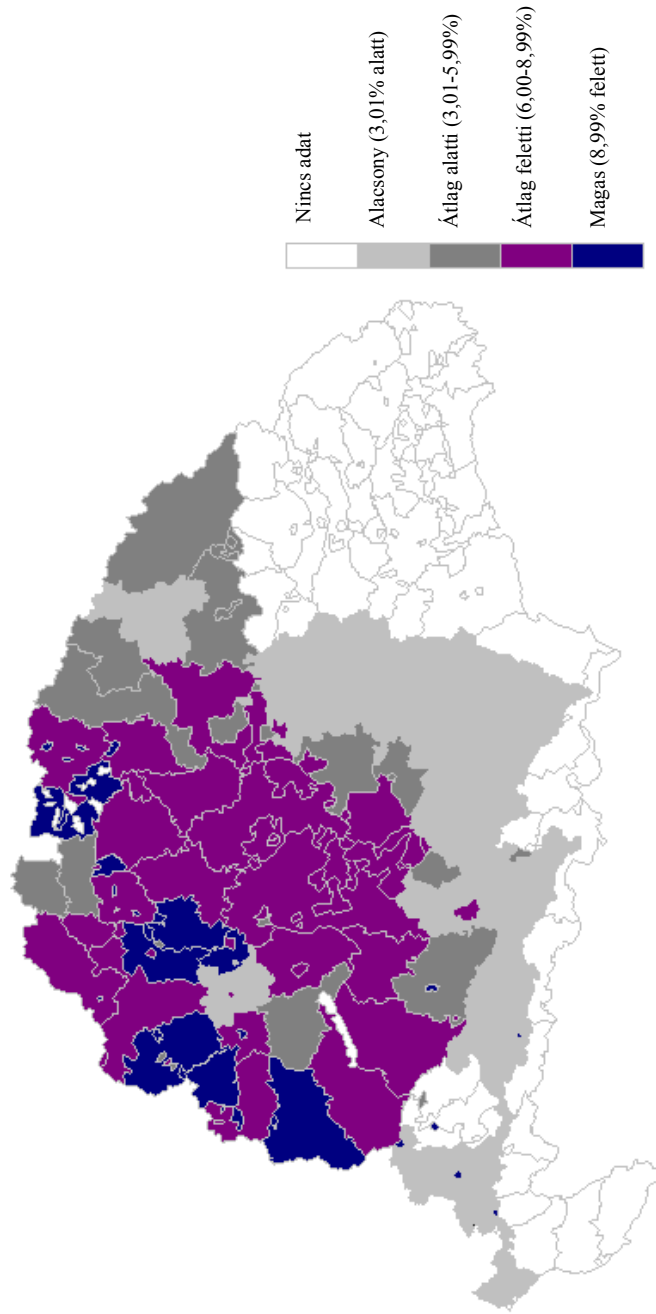 Nincs adat
Alacsony (3,01% alatt)
Átlag alatti (3,01-5,99%)
Átlag feletti (6,00-8,99%)
Magas (8,99% felett)